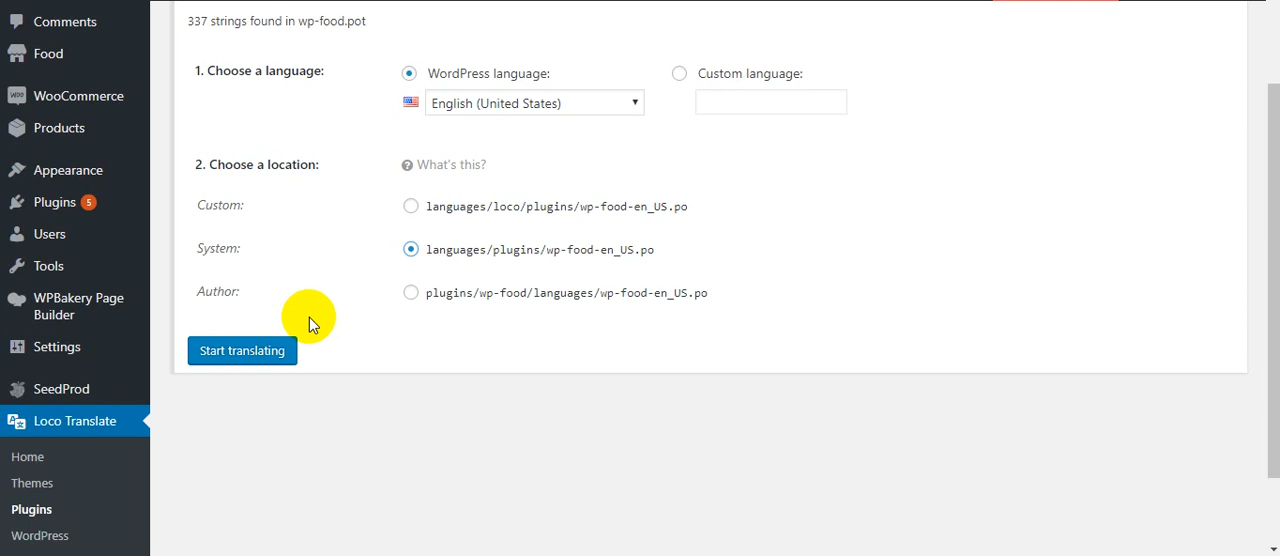 Comments
Food
WOO
WooCommerce
Products
Appearance
Plugins 5
Users
Tools
WPBakery Page
Builder
Settings
SeedProd
Loco Translate
Home
Themes
Plugins
WordPress
337 strings found in wp-food.pot
1. Choose a language:
WordPress language:
Custom language:
English (United States)
2. Choose a location:
? What's this?
Custom:
languages/loco/plugins/wp-food-en_US.po
System:
languages/plugins/wp-food-en_US.po
Author:
plugins/wp-food/languages/wp-food-en_US.po
Start translating